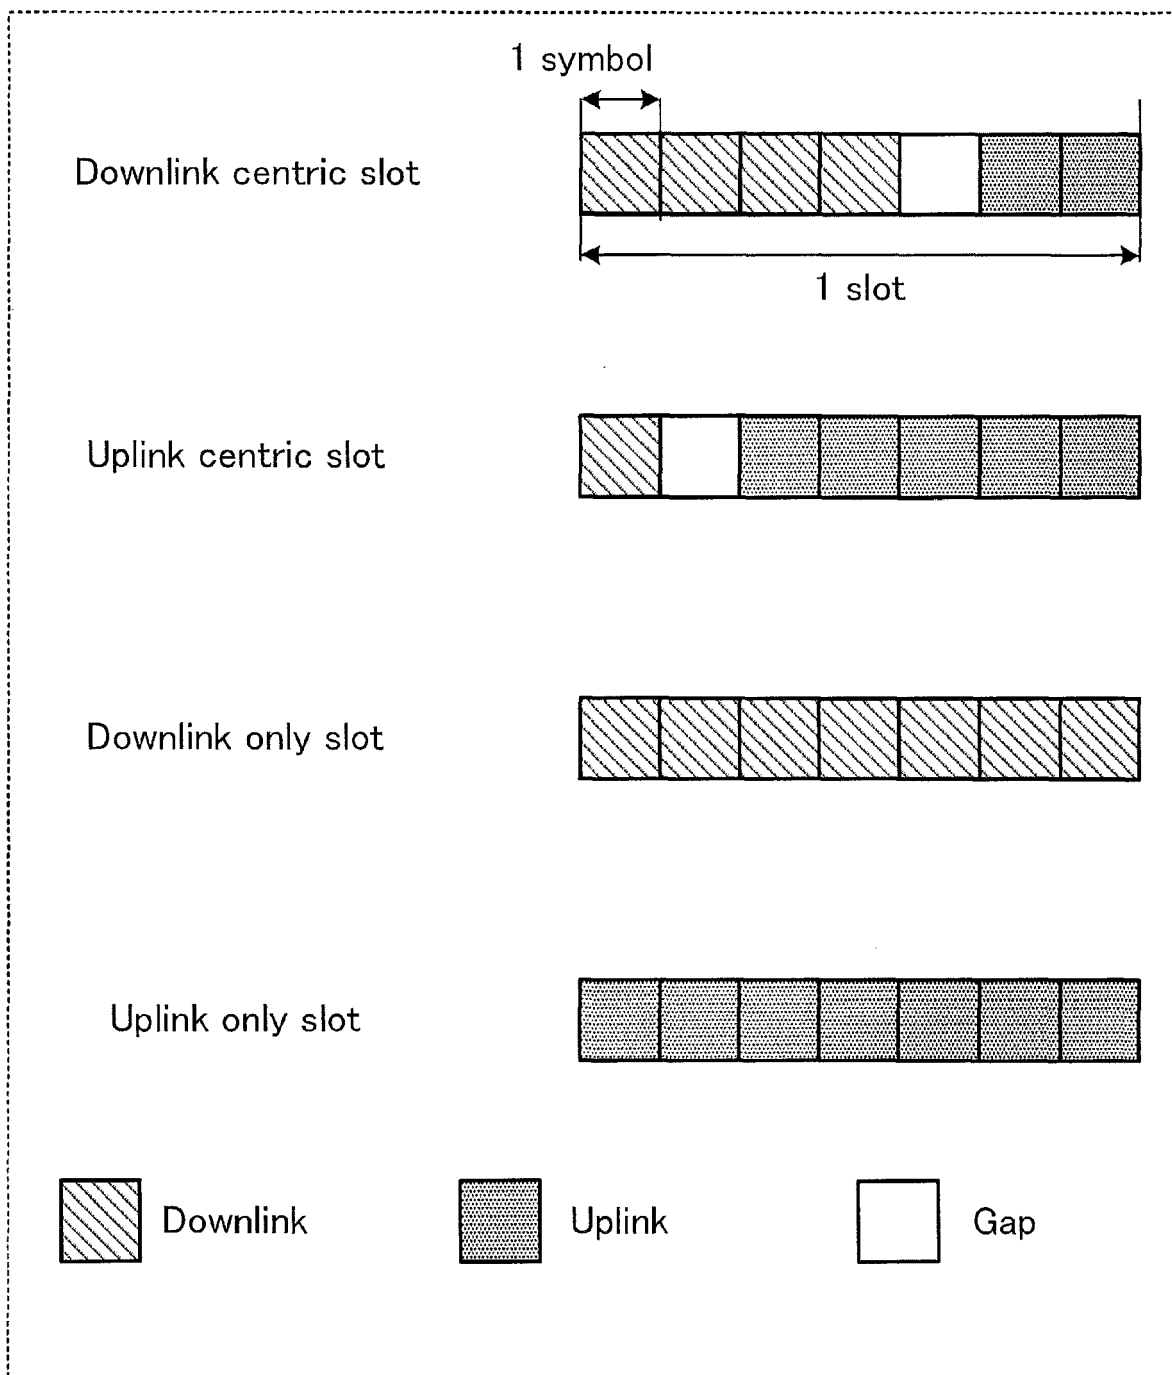 1 symbol
Downlink centric slot
1 slot
Uplink centric slot
Downlink only slot
Uplink only slot
Downlink
Uplink
Gap